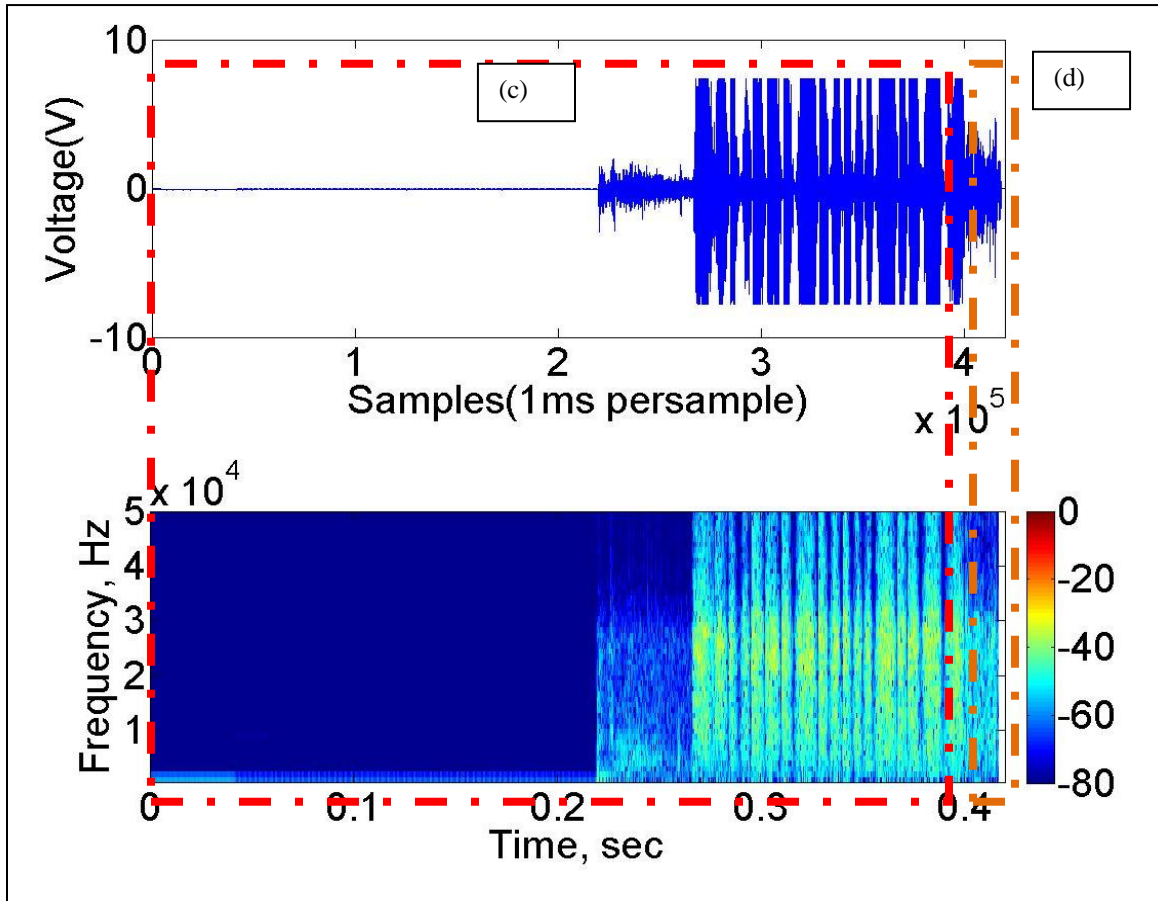 10
(c)
(d)
Voltage(V)
0
-10
0 1 2 3 4
Samples(1ms persample)
x 10^5
x 10^4
5
4
3
2
1
Frequency, Hz
0 0.1 0.2 0.3 0.4
Time, sec
0
-20
-40
-60
-80